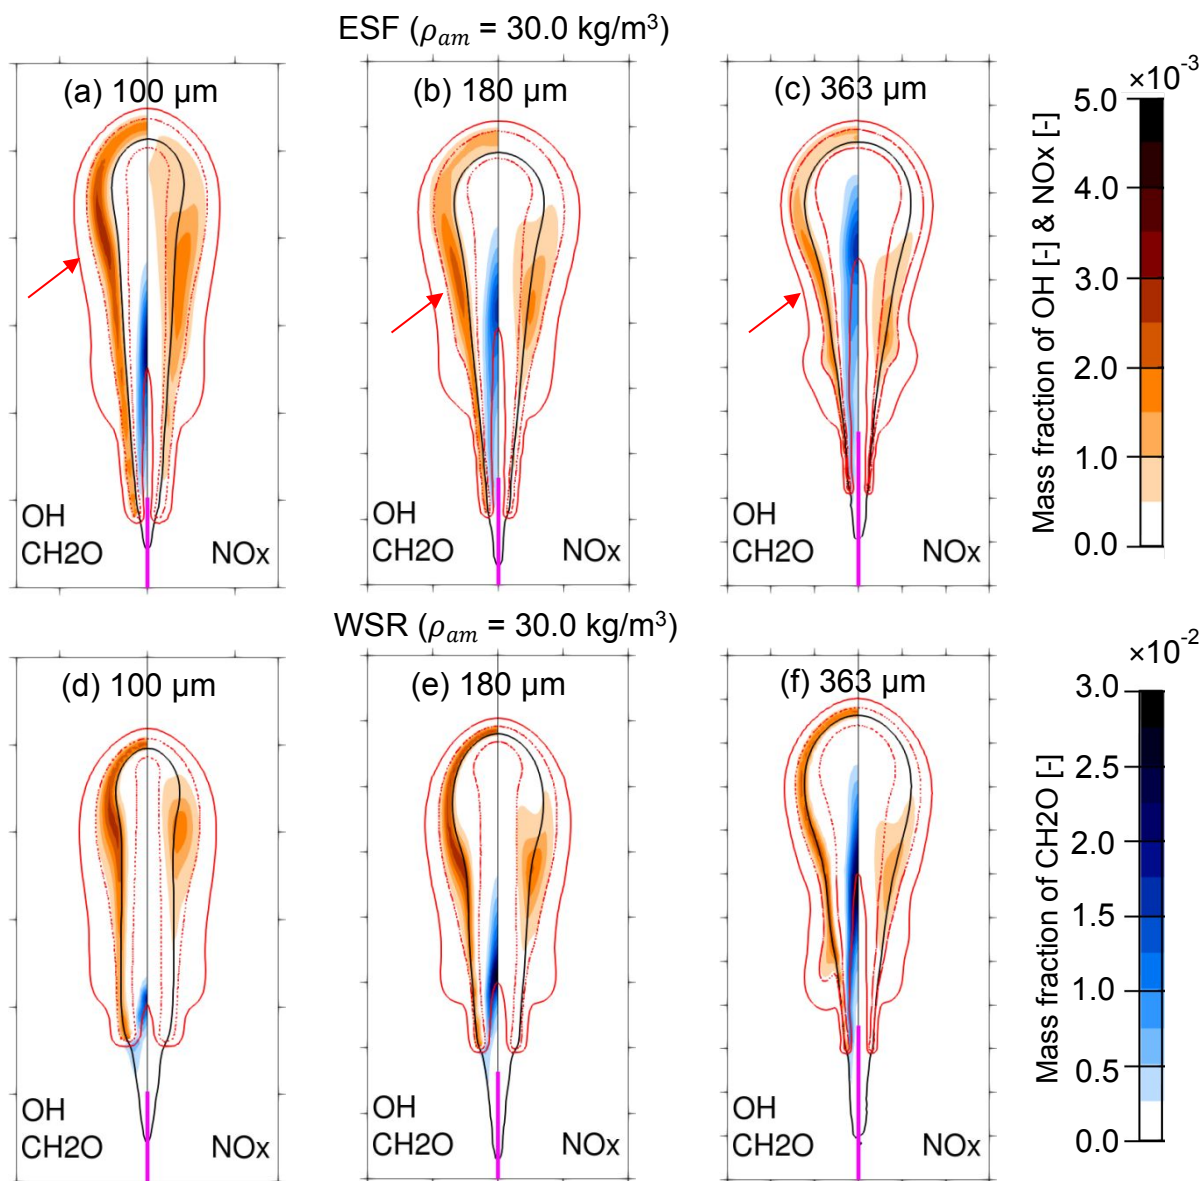 ESF (ρam = 30.0 kg/m³)
(a) 100 µm
(b) 180 µm
(c) 363 µm
OH
CH2O
NOx
OH
CH2O
NOx
OH
CH2O
NOx
×10⁻³
5.0
4.0
3.0
2.0
1.0
0.0
Mass fraction of OH [-] & NOx [-]
WSR (ρam = 30.0 kg/m³)
(d) 100 µm
(e) 180 µm
(f) 363 µm
OH
CH2O
NOx
OH
CH2O
NOx
OH
CH2O
NOx
×10⁻²
3.0
2.5
2.0
1.5
1.0
0.5
0.0
Mass fraction of CH2O [-]